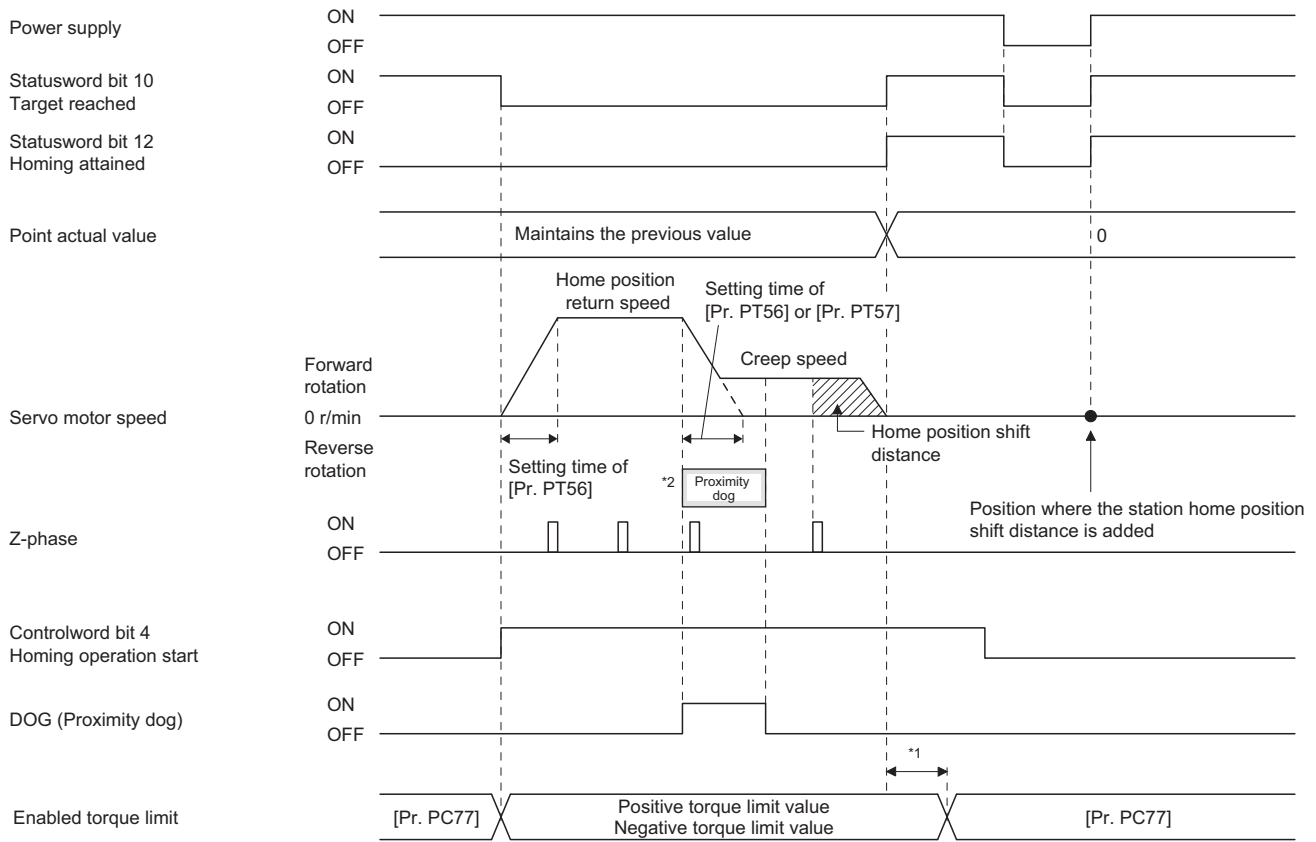 Power supply
ON
OFF
Statusword bit 10
Target reached
ON
OFF
Statusword bit 12
Homing attained
ON
OFF
Point actual value
Maintains the previous value
0
Home position
return speed
Setting time of
[Pr. PT56] or [Pr. PT57]
Creep speed
Forward
rotation
Servo motor speed
0 r/min
Reverse
rotation
Home position shift
distance
Setting time of
[Pr. PT56]
*2
Proximity
dog
Position where the station home position
shift distance is added
Z-phase
ON
OFF
Controlword bit 4
Homing operation start
ON
OFF
DOG (Proximity dog)
ON
OFF
*1
Enabled torque limit
[Pr. PC77]
Positive torque limit value
Negative torque limit value
[Pr. PC77]